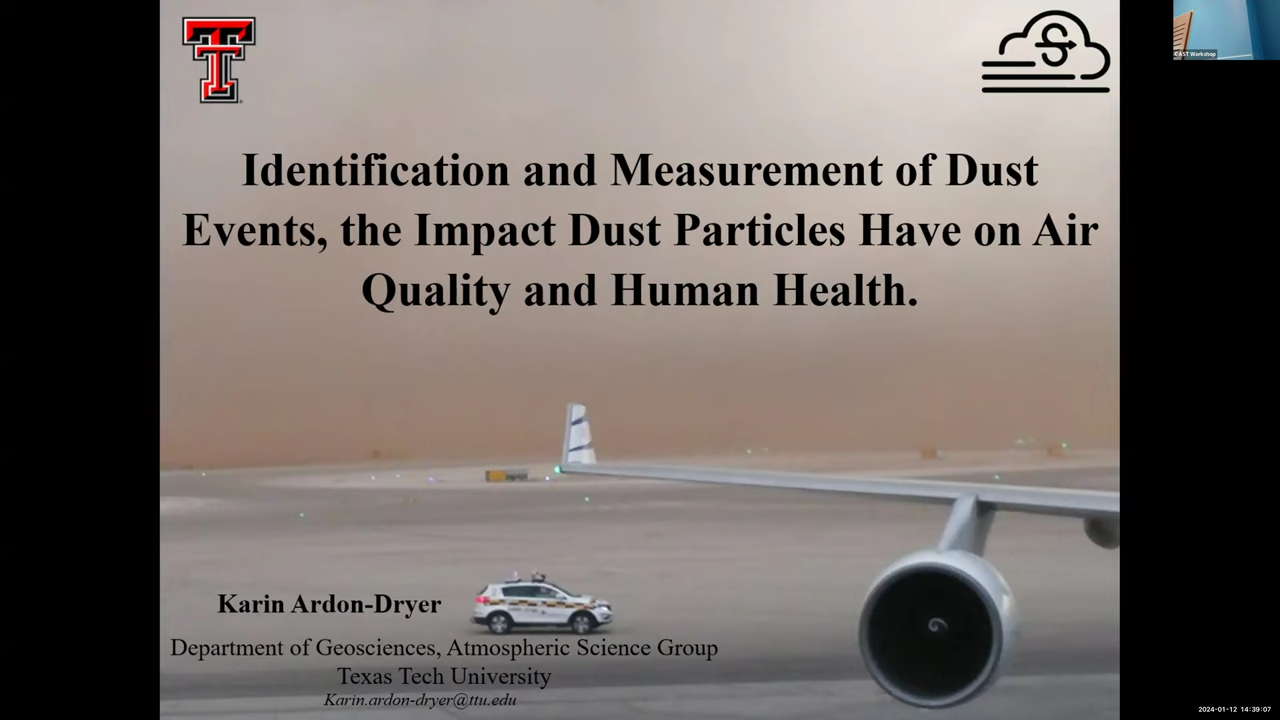 Identification and Measurement of Dust
Events, the Impact Dust Particles Have on Air
Quality and Human Health.
Karin Ardon-Dryer
Department of Geosciences, Atmospheric Science Group
Texas Tech University
Karin.ardon-dryer@ttu.edu
Workshop
2024-01-12 14:39:07